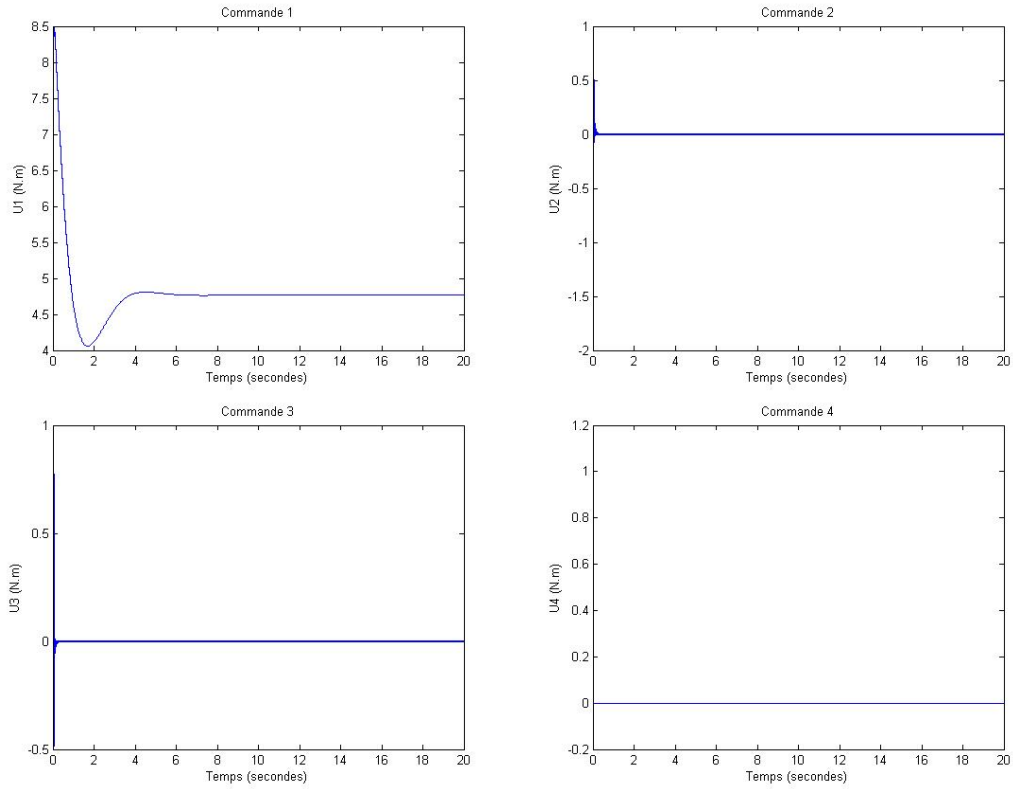 Commande 1
8.5
8
7.5
7
6.5
6
5.5
5
4.5
4
U1 (N.m)
0 2 4 6 8 10 12 14 16 18 20
Temps (secondes)
Commande 2
1
0.5
0
-0.5
-1
-1.5
-2
U2 (N.m)
0 2 4 6 8 10 12 14 16 18 20
Temps (secondes)
Commande 3
1
0.5
0
-0.5
U3 (N.m)
0 2 4 6 8 10 12 14 16 18 20
Temps (secondes)
Commande 4
1.2
1
0.8
0.6
0.4
0.2
0
-0.2
U4 (N.m)
0 2 4 6 8 10 12 14 16 18 20
Temps (secondes)